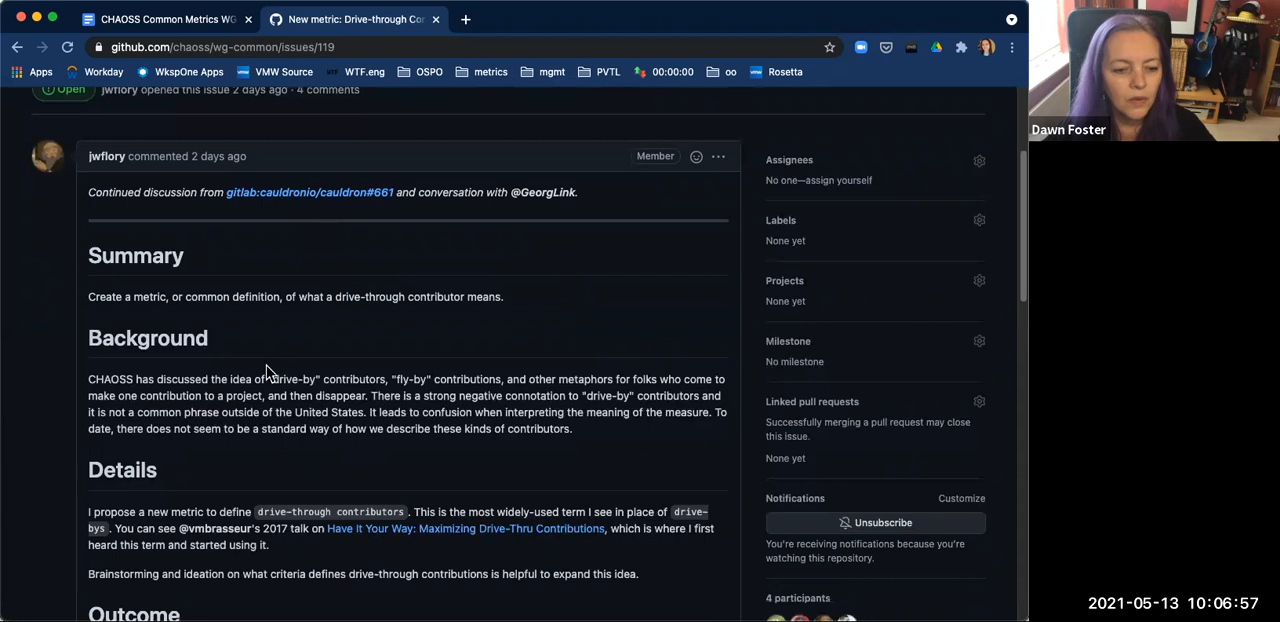 CHAOSS Common Metrics WG
New metric: Drive-through Cor
github.com/chaoss/wg-common/issues/119
Apps Workday WkspOne Apps VMW Source WTF.eng OSPO metrics mgmt PVTL 00:00:00 oo Rosetta
Open jwflory opened this issue 2 days ago · 4 comments
jwflory commented 2 days ago Member
Continued discussion from gitlab:cauldronio/cauldron#661 and conversation with @GeorgLink.
Summary
Create a metric, or common definition, of what a drive-through contributor means.
Background
CHAOSS has discussed the idea of "drive-by" contributors, "fly-by" contributions, and other metaphors for folks who come to
make one contribution to a project, and then disappear. There is a strong negative connotation to "drive-by" contributors and
it is not a common phrase outside of the United States. It leads to confusion when interpreting the meaning of the measure. To
date, there does not seem to be a standard way of how we describe these kinds of contributors.
Details
I propose a new metric to define drive-through contributors. This is the most widely-used term I see in place of drive-
bys. You can see @vmbrasseur's 2017 talk on Have It Your Way: Maximizing Drive-Thru Contributions, which is where I first
heard this term and started using it.
Brainstorming and ideation on what criteria defines drive-through contributions is helpful to expand this idea.
Outcome
Assignees
No one—assign yourself
Labels
None yet
Projects
None yet
Milestone
No milestone
Linked pull requests
Successfully merging a pull request may close
this issue.
None yet
Notifications Customize
Unsubscribe
You're receiving notifications because you're
watching this repository.
4 participants
Dawn Foster
2021-05-13 10:06:57